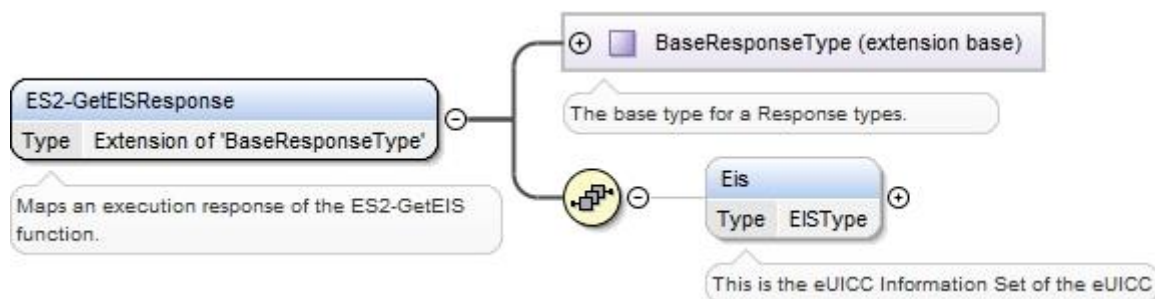 BaseResponseType (extension base)
The base type for a Response types.
ES2-GetEISResponse
Type Extension of 'BaseResponseType'
Maps an execution response of the ES2-GetEIS
function.
Eis
Type EISType
This is the eUICC Information Set of the eUICC